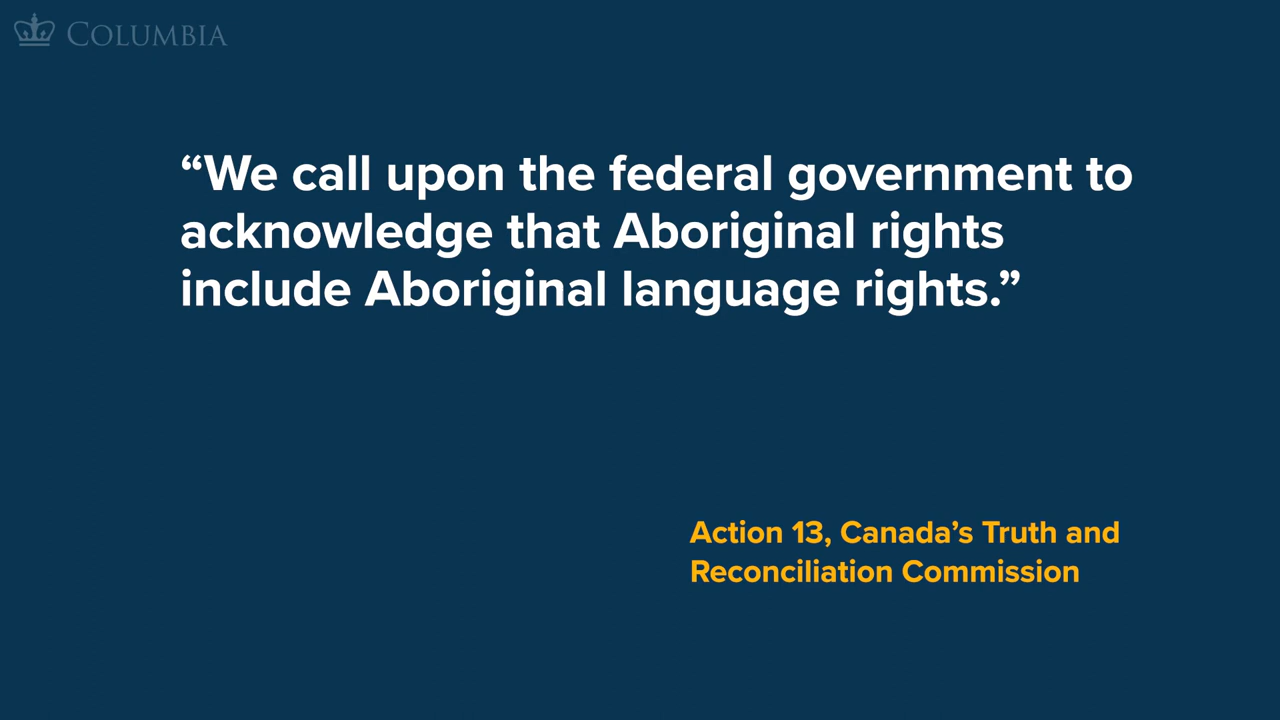 COLUMBIA
“We call upon the federal government to
acknowledge that Aboriginal rights
include Aboriginal language rights.”
Action 13, Canada’s Truth and
Reconciliation Commission